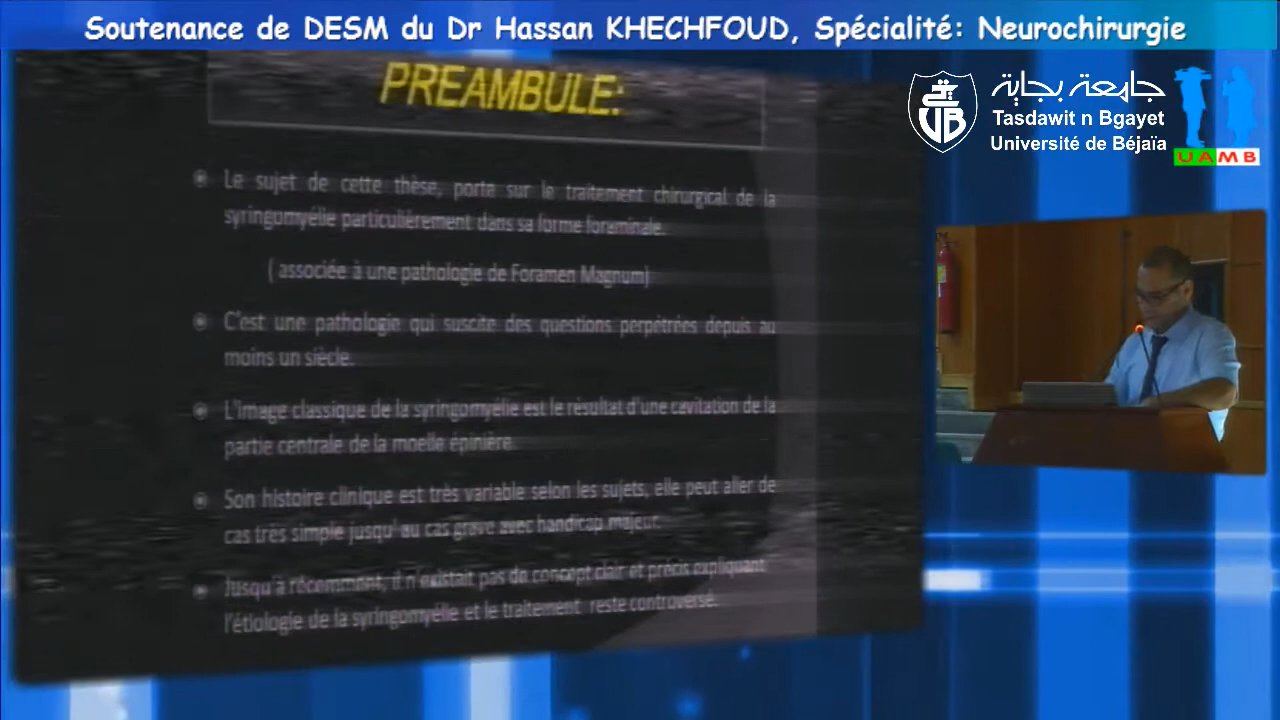 Soutenance de DESM du Dr Hassan KHECHFOUD, Spécialité: Neurochirurgie
PREAMBULE:
Le sujet de cette thèse, porte sur le traitement chirurgical de la
syringomyélie particulièrement dans sa forme foraminale.
( associée à une pathologie de Foramen Magnum)
C'est une pathologie qui suscite des questions perpétrées depuis au
moins un siècle.
L'image classique de la syringomyélie est le résultat d'une cavitation de la
partie centrale de la moelle épinière.
Son histoire clinique est très variable selon les sujets, elle peut aller de
cas très simple jusqu'au cas grave avec handicap majeur.
Jusqu'à récemment, il n'existait pas de concept clair et précis expliquant
l'étiologie de la syringomyélie et le traitement reste controversé.
جامعة بجاية
Tasdawit n Bgayet
Université de Béjaïa
UB
UAMB